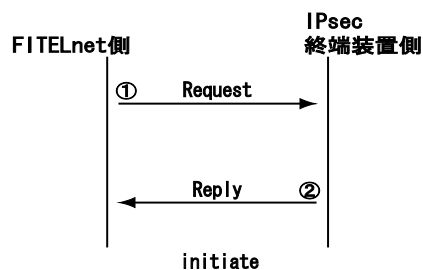 IPsec
FITELnet側
終端装置側
① Request
Reply ②
initiate